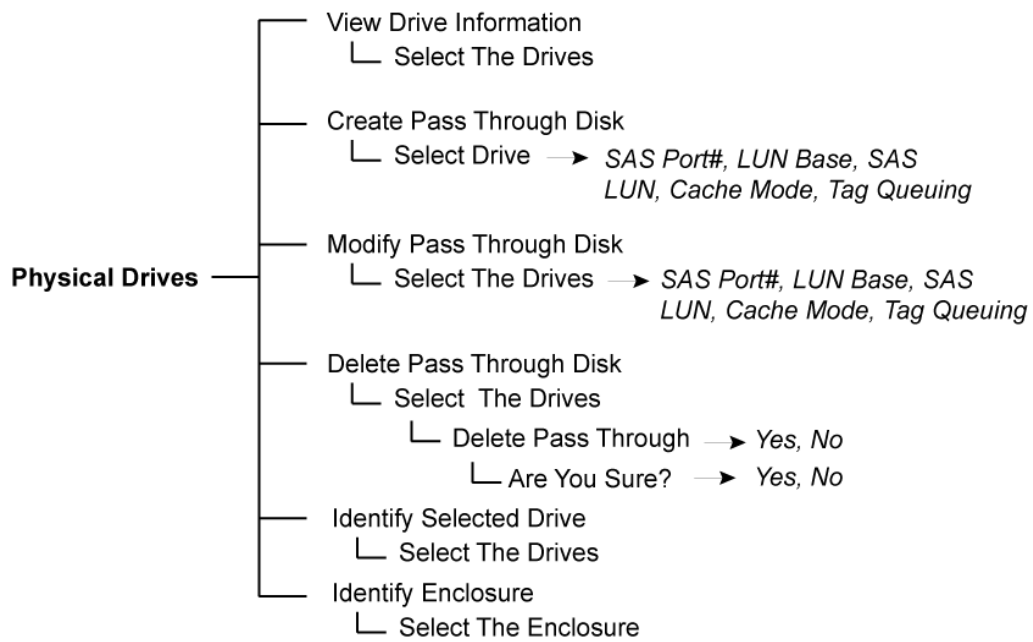 View Drive Information
Select The Drives
Create Pass Through Disk
Select Drive
SAS Port#, LUN Base, SAS
LUN, Cache Mode, Tag Queuing
Modify Pass Through Disk
Physical Drives
Select The Drives
SAS Port#, LUN Base, SAS
LUN, Cache Mode, Tag Queuing
Delete Pass Through Disk
Select The Drives
Delete Pass Through
Yes, No
Are You Sure?
Yes, No
Identify Selected Drive
Select The Drives
Identify Enclosure
Select The Enclosure